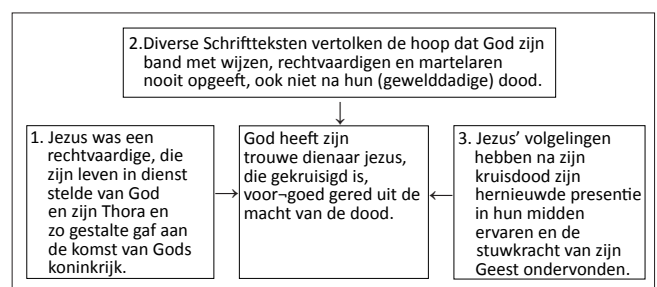 2.Diverse Schriftteksten vertolken de hoop dat God zijn
band met wijzen, rechtvaardigen en martelaren
nooit opgeeft, ook niet na hun (gewelddadige) dood.
1. Jezus was een
rechtvaardige, die
zijn leven in dienst
stelde van God
en zijn Thora en
zo gestalte gaf aan
de komst van Gods
koninkrijk.
God heeft zijn
trouwe dienaar jezus,
die gekruisigd is,
voor¬goed gered uit de
macht van de dood.
3. Jezus’ volgelingen
hebben na zijn
kruisdood zijn
hernieuwde presentie
in hun midden
ervaren en de
stuwkracht van zijn
Geest ondervonden.